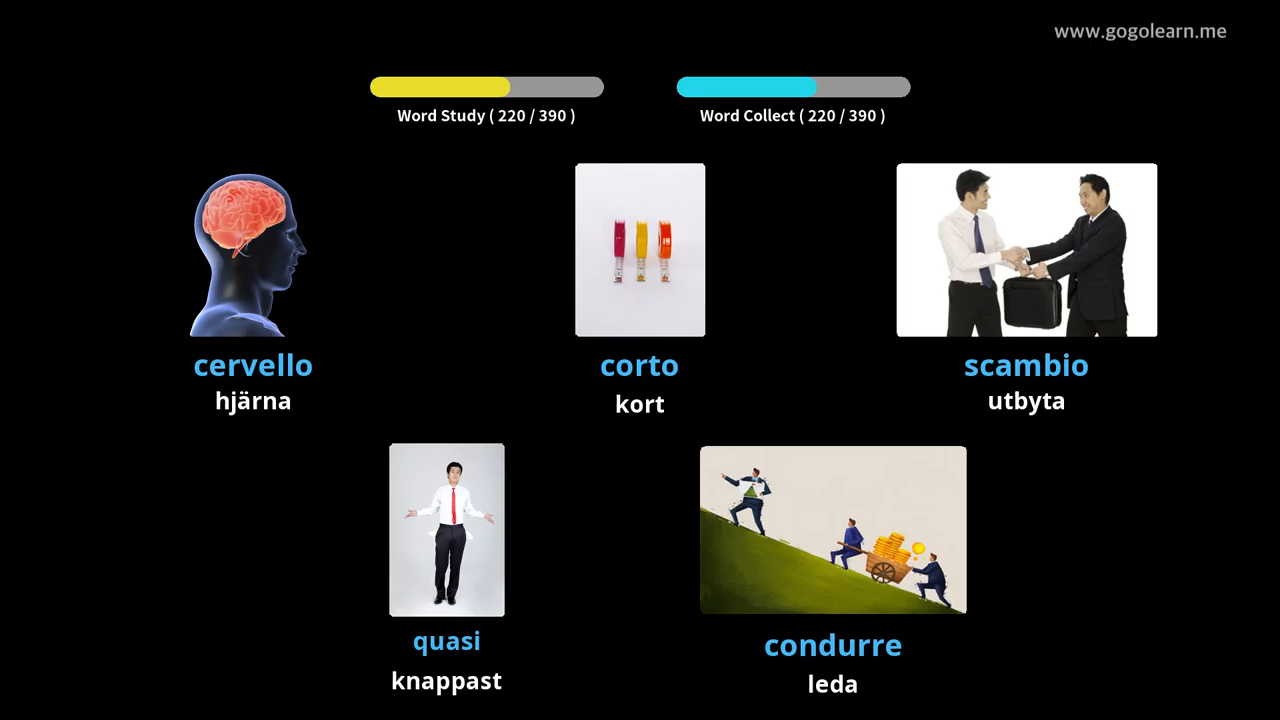 www.gogolearn.me
Word Study ( 220 / 390 )
Word Collect ( 220 / 390 )
cervello
hjärna
corto
kort
scambio
utbyta
quasi
knappast
condurre
leda